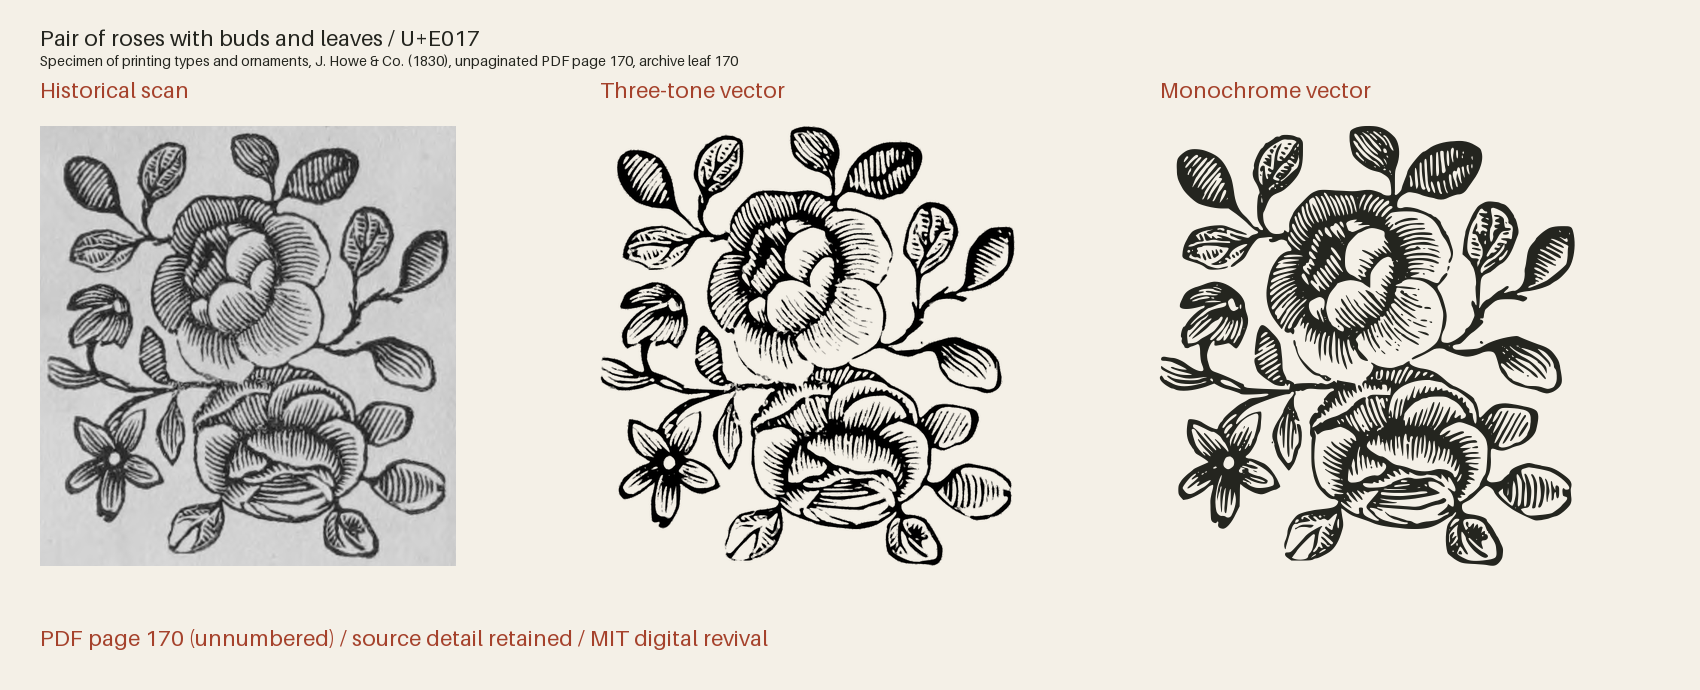 Pair of roses with buds and leaves / U+E017
Specimen of printing types and ornaments, J. Howe & Co. (1830), unpaginated PDF page 170, archive leaf 170
Historical scan
Three-tone vector
Monochrome vector
PDF page 170 (unnumbered) / source detail retained / MIT digital revival